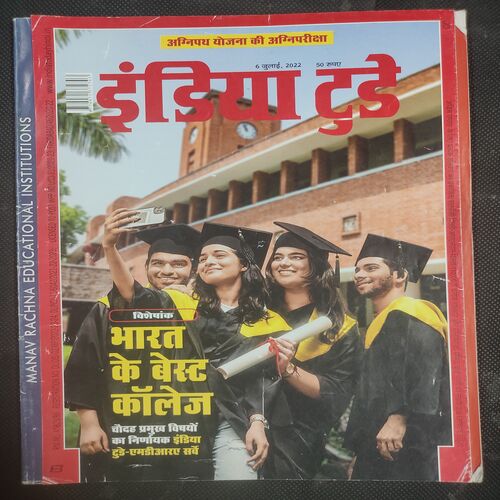 अग्निपथ योजना की अग्निपरीक्षा
6 जुलाई, 2022 50 रुपए
इंडिया टुडे
MANAV RACHNA EDUCATIONAL INSTITUTIONS
विशेषांक
भारत
के बेस्ट
कॉलेज
चौदह प्रमुख विषयों
का निर्णायक इंडिया
टुडे-एमडीआरए सर्वे